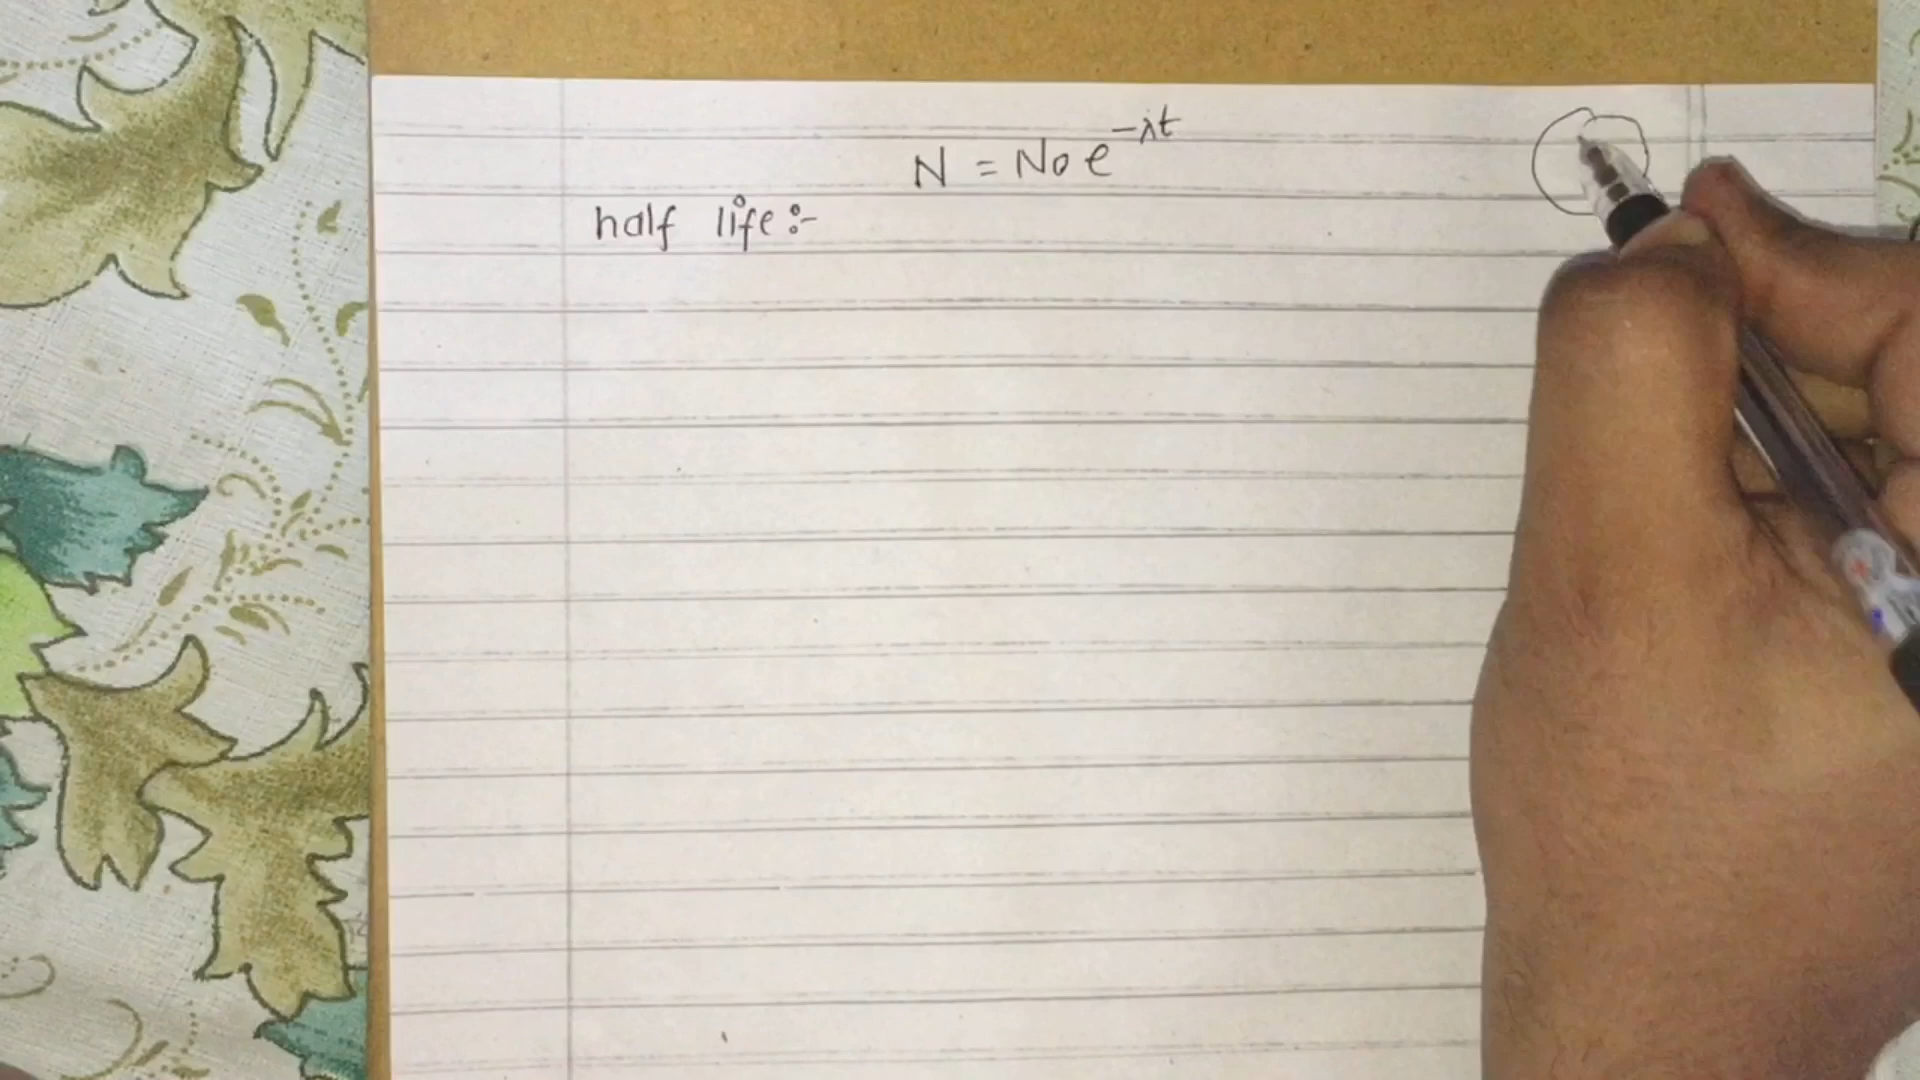 N = N₀ e^{-λt}
half life :-